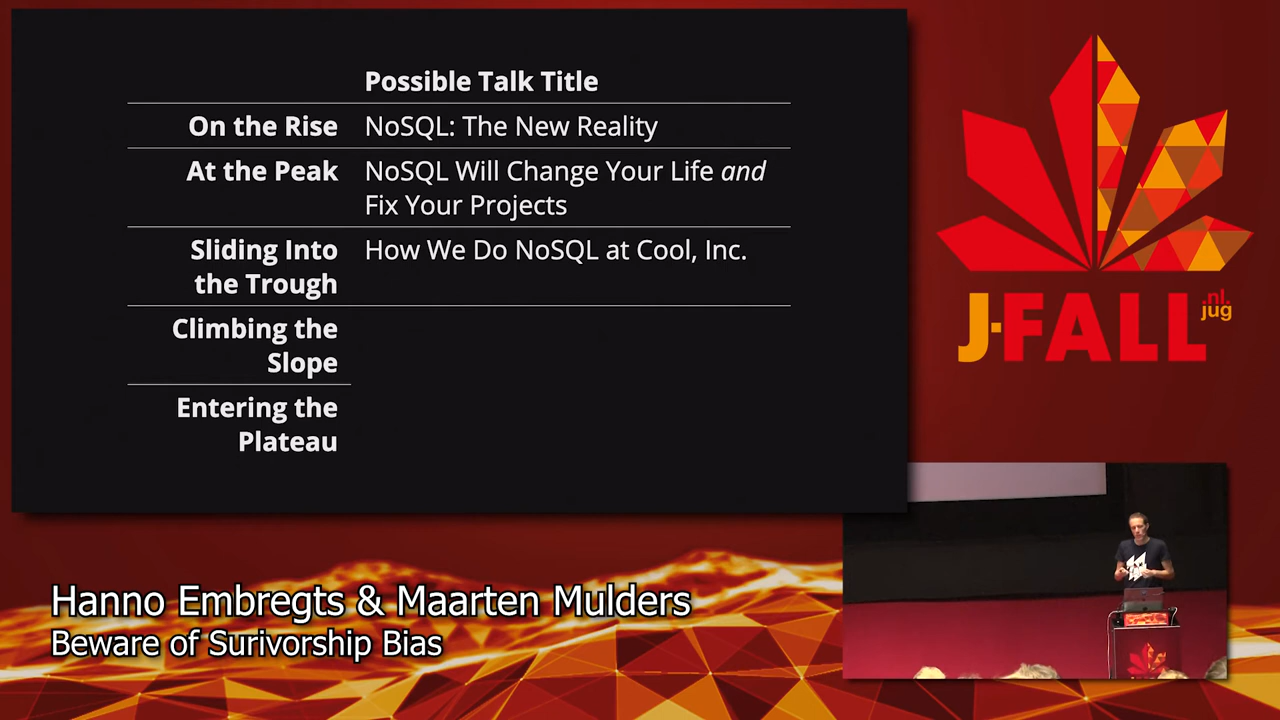 Possible Talk Title
On the Rise NoSQL: The New Reality
At the Peak NoSQL Will Change Your Life and
Fix Your Projects
Sliding Into How We Do NoSQL at Cool, Inc.
the Trough
Climbing the
Slope
Entering the
Plateau
J-FALL
nl.
jug
Hanno Embregts & Maarten Mulders
Beware of Surivorship Bias